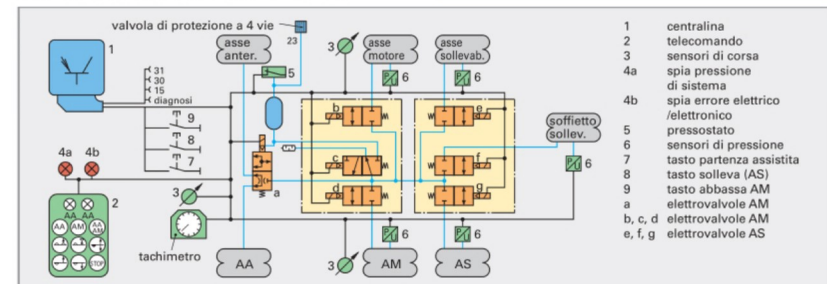 valvola di protezione a 4 vie
23
1
31
30
15
diagnosi
9
8
7
4a 4b
2
AA AA
AA AM AA AM
STOP
tachimetro
3
asse anter.
5
a
AA
3
asse motore
6
b
c
d
3
6
AM
asse sollevab.
6
e
f
g
6
AS
soffietto sollev.
6
1 centralina
2 telecomando
3 sensori di corsa
4a spia pressione
di sistema
4b spia errore elettrico
/elettronico
5 pressostato
6 sensori di pressione
7 tasto partenza assistita
8 tasto solleva (AS)
9 tasto abbassa AM
a elettrovalvole AM
b, c, d elettrovalvole AM
e, f, g elettrovalvole AS